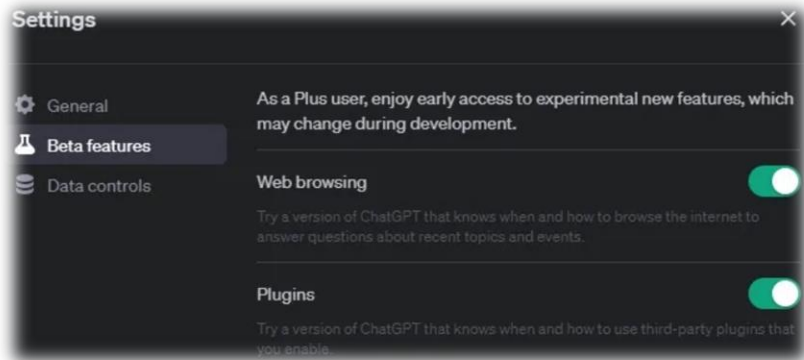 Settings
General
Beta features
Data controls
As a Plus user, enjoy early access to experimental new features, which
may change during development.
Web browsing
Try a version of ChatGPT that knows when and how to browse the internet to
answer questions about recent topics and events.
Plugins
Try a version of ChatGPT that knows when and how to use third-party plugins that
you enable.